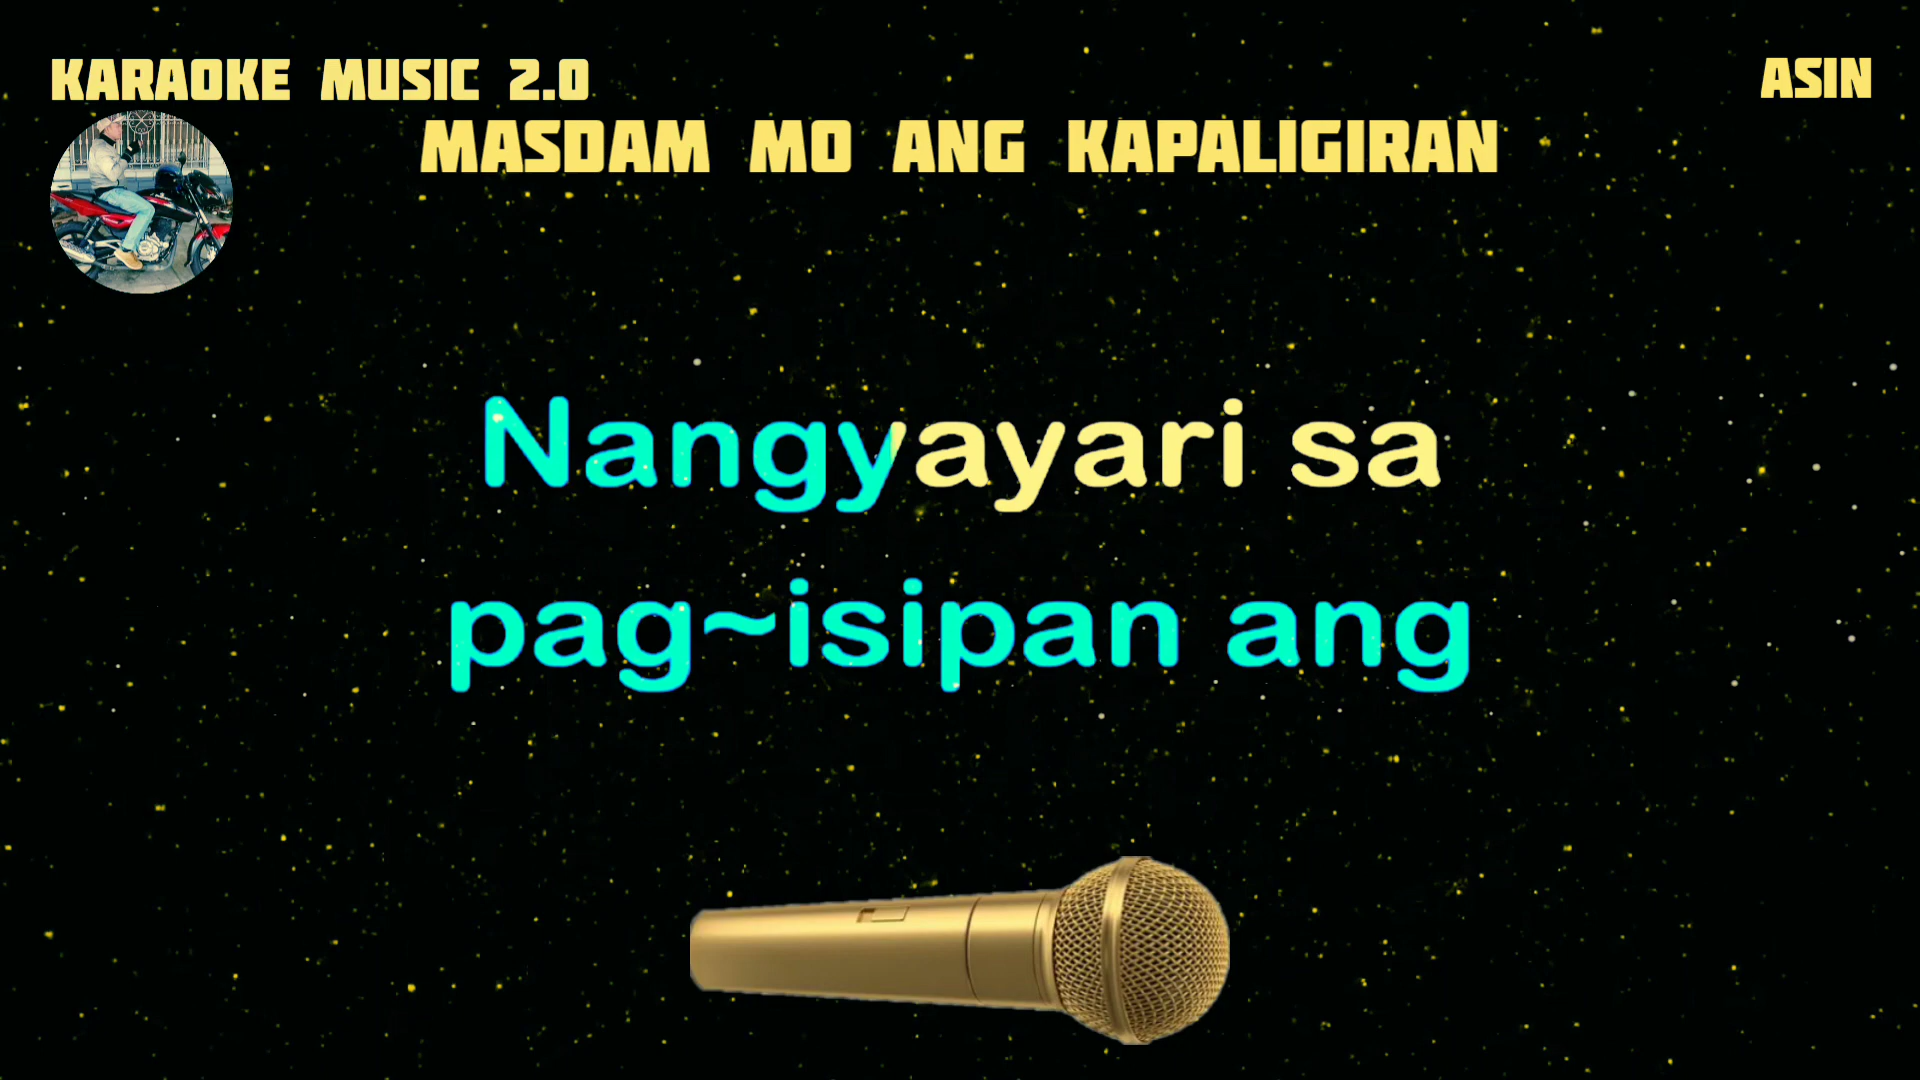 KARAOKE MUSIC 2.0
ASIN
MASDAM MO ANG KAPALIGIRAN
Nangyayari sa
pag~isipan ang